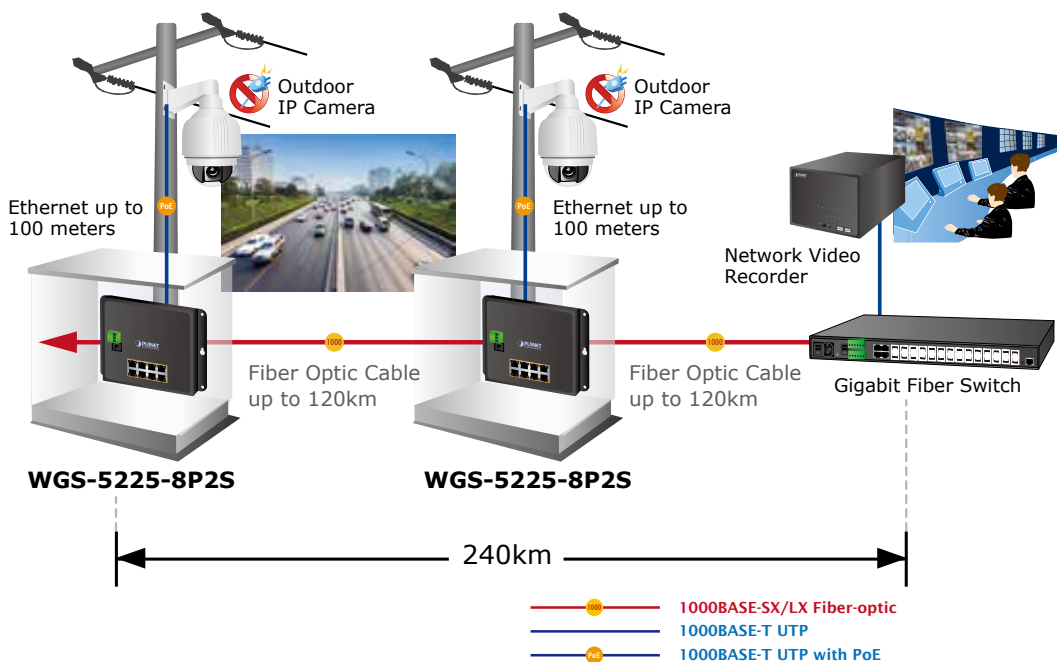 Outdoor
IP Camera
Outdoor
IP Camera
Ethernet up to
100 meters
PoE
Ethernet up to
100 meters
PoE
Network Video
Recorder
PLANET
PLANET
1000
1000
Fiber Optic Cable
up to 120km
Fiber Optic Cable
up to 120km
Gigabit Fiber Switch
WGS-5225-8P2S
WGS-5225-8P2S
240km
1000
1000BASE-SX/LX Fiber-optic
1000BASE-T UTP
PoE
1000BASE-T UTP with PoE